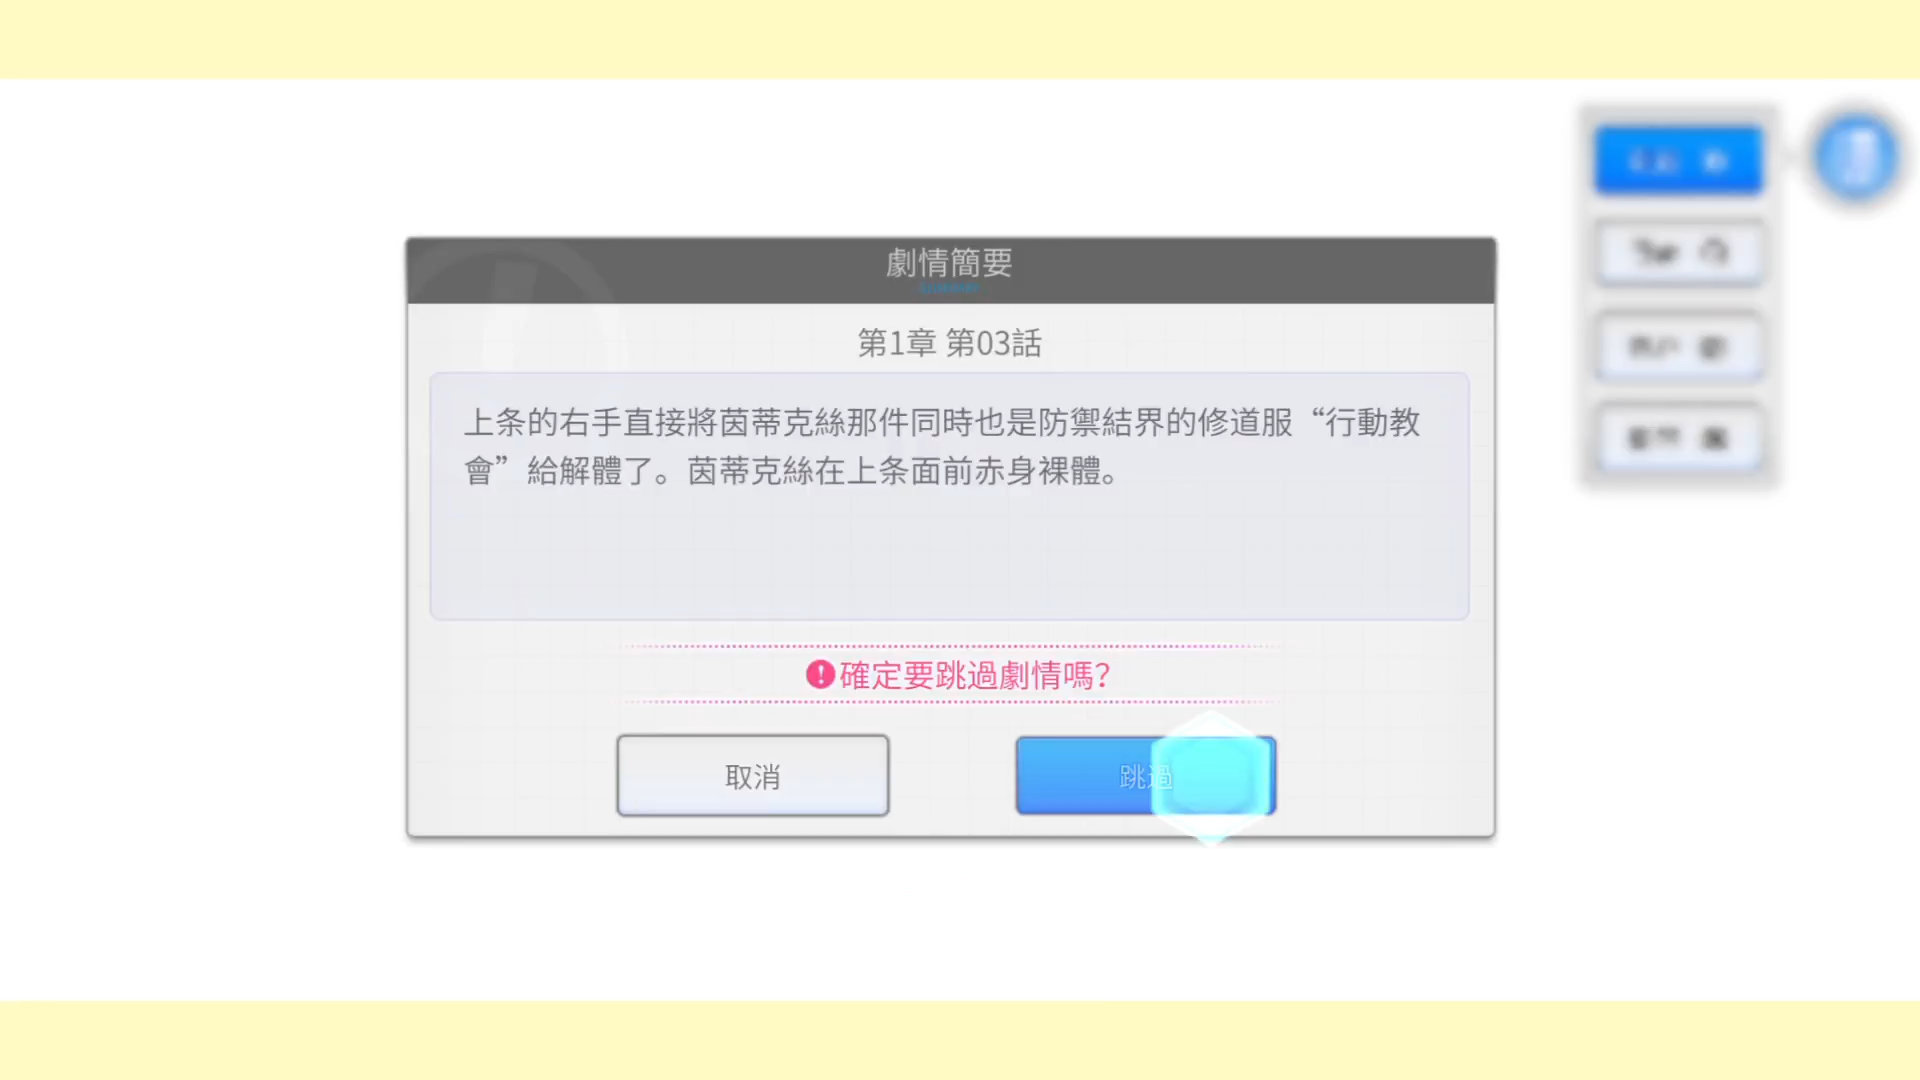 劇情簡要
第1章 第03話
上条的右手直接將茵蒂克絲那件同時也是防禦結界的修道服“行動教
會”給解體了。茵蒂克絲在上条面前赤身裸體。
確定要跳過劇情嗎?
取消
跳過